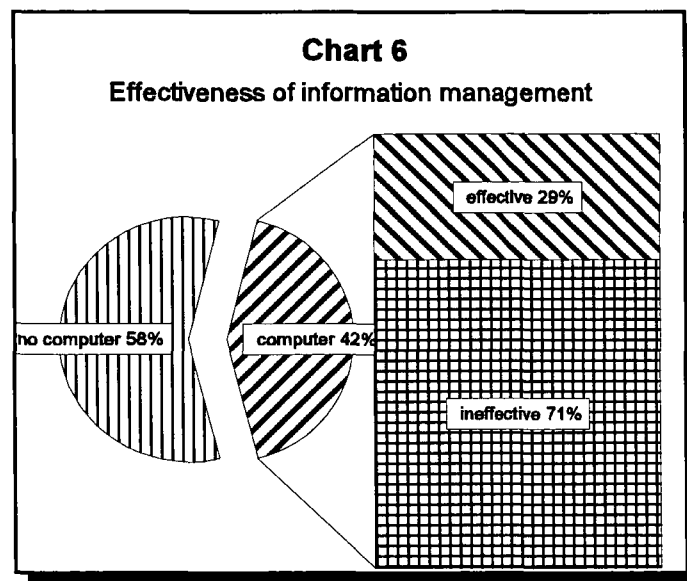 Chart 6
Effectiveness of information management
effective 29%
no computer 58%
computer 42%
ineffective 71%